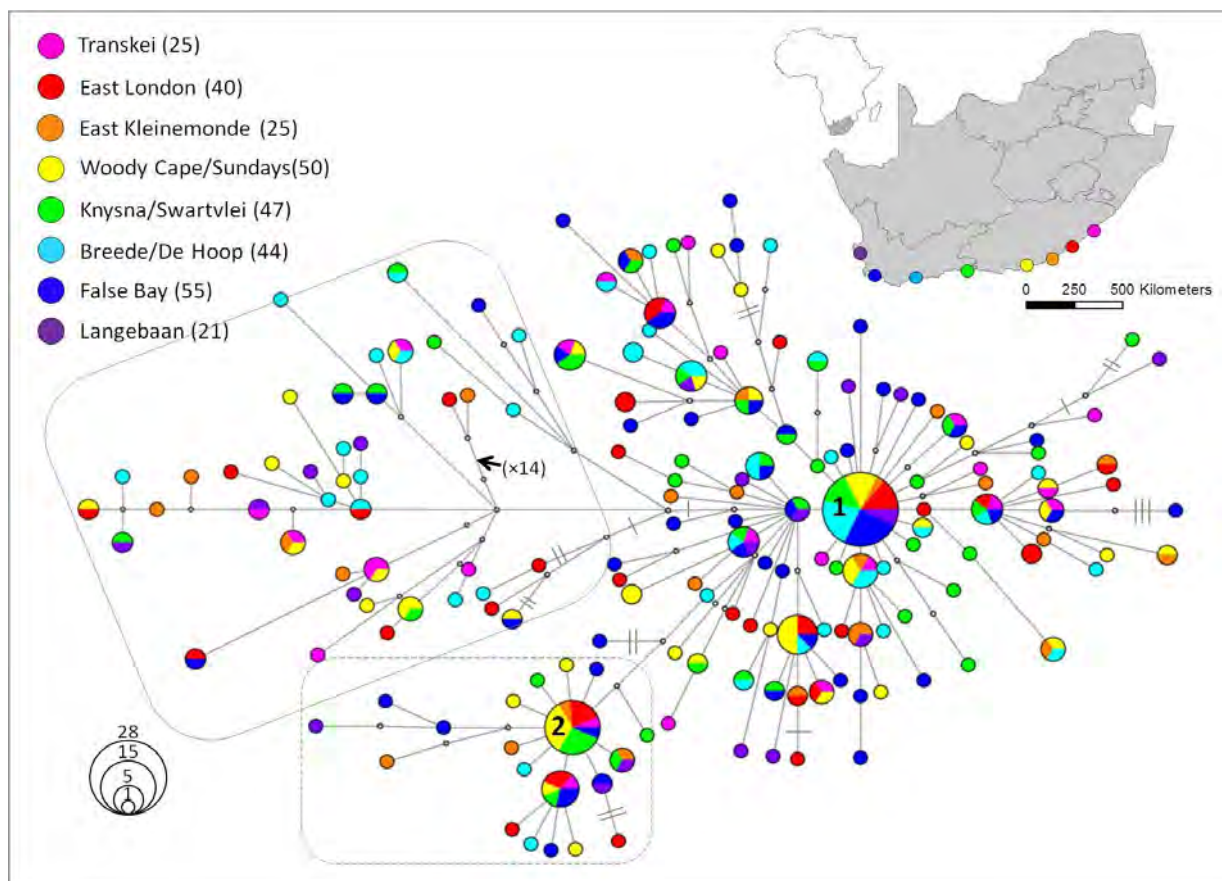 Transkei (25)
East London (40)
East Kleinemonde (25)
Woody Cape/Sundays(50)
Knysna/Swartvlei (47)
Breede/De Hoop (44)
False Bay (55)
Langebaan (21)
0 250 500 Kilometers
(×14)
1
2
28
15
5
1